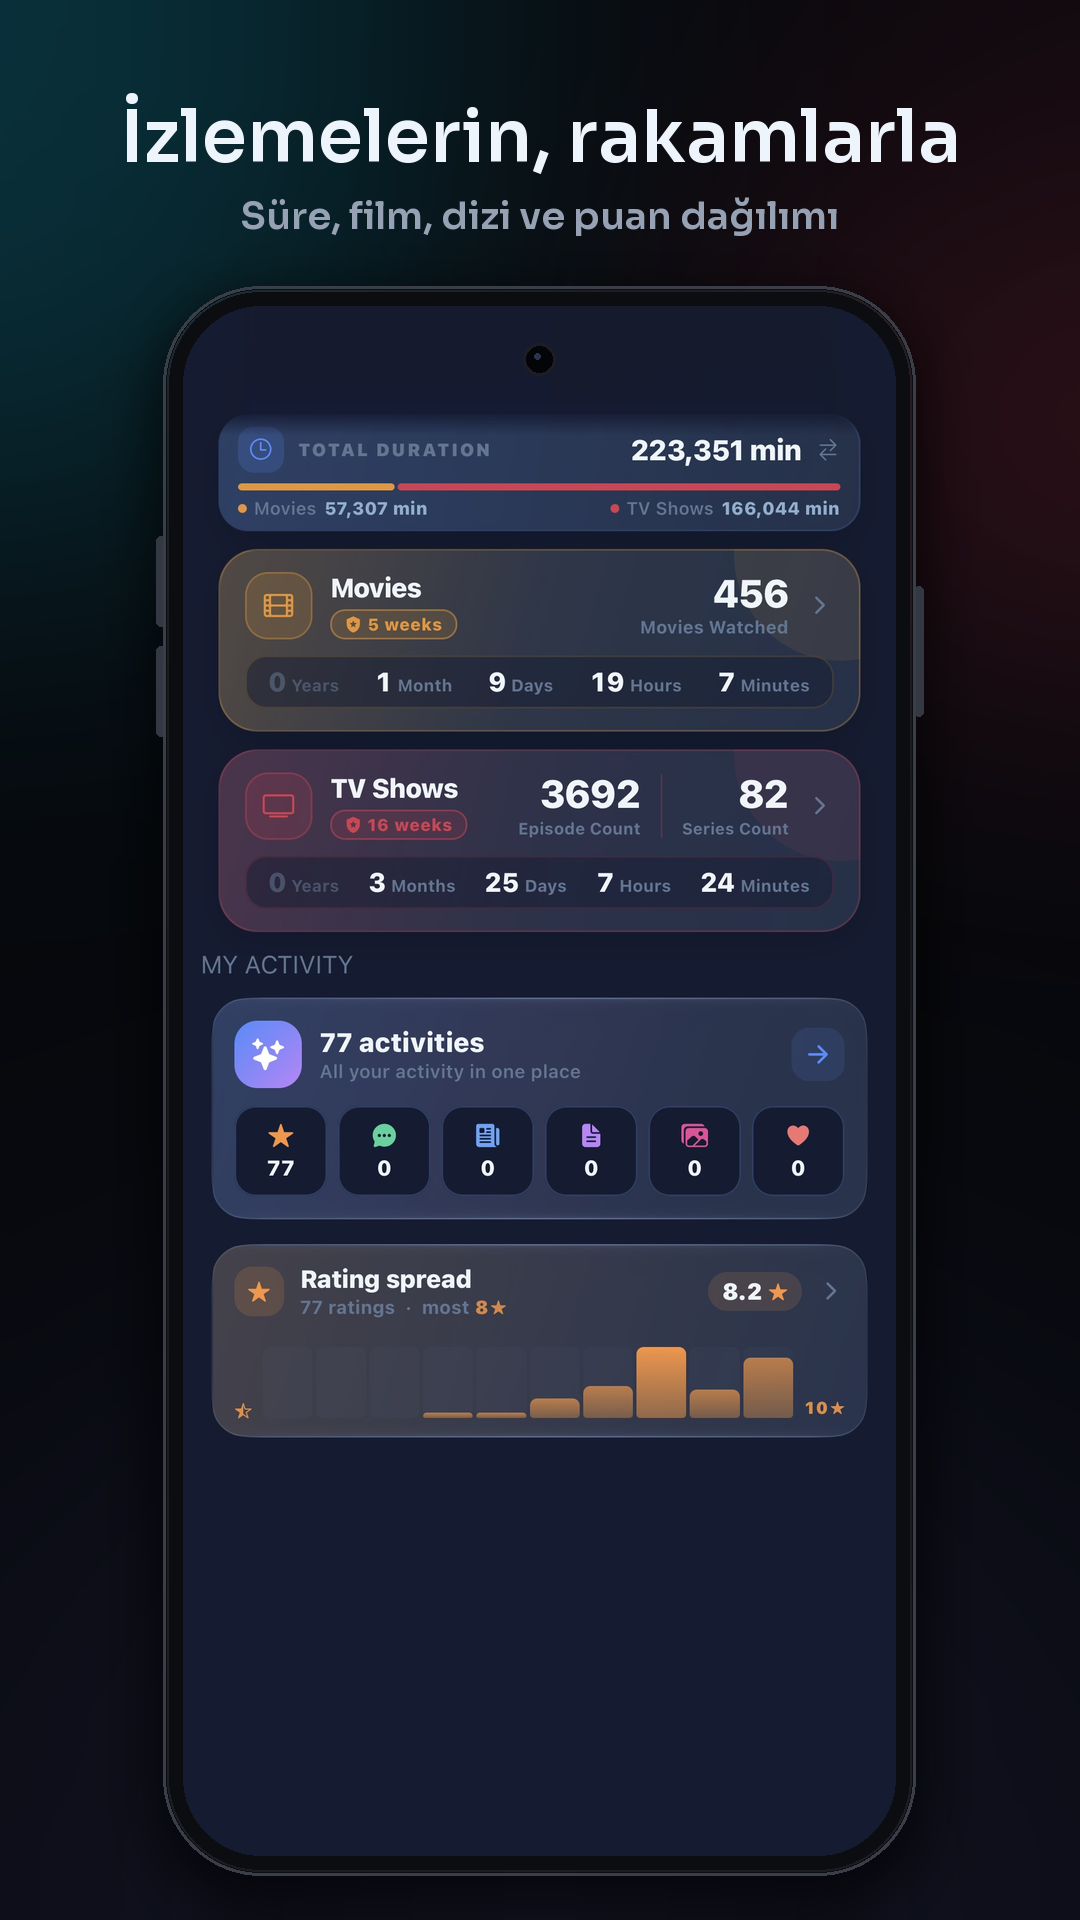 İzlemelerin, rakamlarla
Süre, film, dizi ve puan dağılımı
TOTAL DURATION 223,351 min
Movies 57,307 min TV Shows 166,044 min
Movies 456
5 weeks Movies Watched
0 Years 1 Month 9 Days 19 Hours 7 Minutes
TV Shows 3692 82
16 weeks Episode Count Series Count
0 Years 3 Months 25 Days 7 Hours 24 Minutes
MY ACTIVITY
77 activities
All your activity in one place
77 0 0 0 0 0
Rating spread 8.2★
77 ratings · most 8★
10★